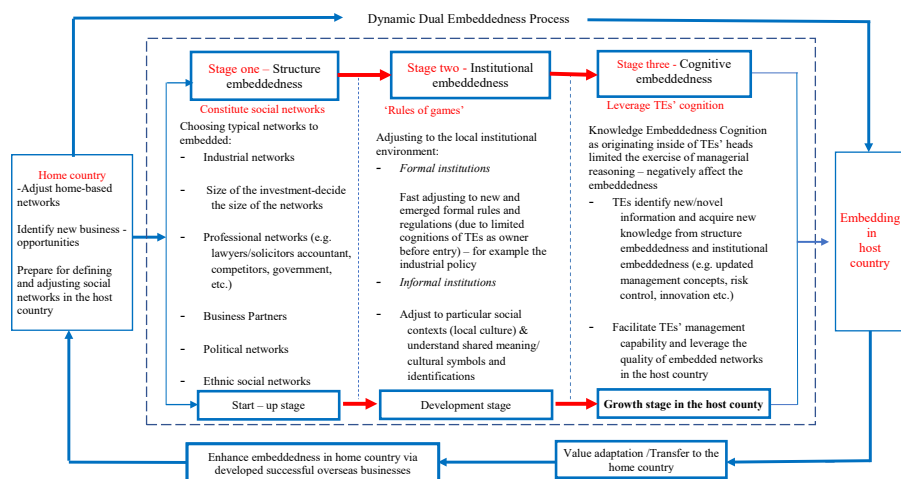 Dynamic Dual Embeddedness Process
Home country
-Adjust home-based
networks
Identify new business -
opportunities
Prepare for defining
and adjusting social
networks in the host
country
Stage one – Structure
embeddedness
Constitute social networks
Choosing typical networks to
embedded:
- Industrial networks
- Size of the investment-decide
the size of the networks
- Professional networks (e.g.
lawyers/solicitors accountant,
competitors, government,
etc.)
- Business Partners
- Political networks
- Ethnic social networks
Start – up stage
Stage two - Institutional
embeddedness
‘Rules of games’
Adjusting to the local institutional
environment:
- Formal institutions
Fast adjusting to new and
emerged formal rules and
regulations (due to limited
cognitions of TEs as owner
before entry) – for example the
industrial policy
- Informal institutions
- Adjust to particular social
contexts (local culture) &
understand shared meaning/
cultural symbols and
identifications
Development stage
Stage three - Cognitive
embeddedness
Leverage TEs’ cognition
Knowledge Embeddedness Cognition
as originating inside of TEs’ heads
limited the exercise of managerial
reasoning – negatively affect the
embeddedness
- TEs identify new/novel
information and acquire new
knowledge from structure
embeddedness and institutional
embeddedness (e.g. updated
management concepts, risk
control, innovation etc.)
- Facilitate TEs’ management
capability and leverage the
quality of embedded networks
in the host country
Growth stage in the host county
Embedding
in
host
country
Enhance embeddedness in home country via
developed successful overseas businesses
Value adaptation /Transfer to the
home country